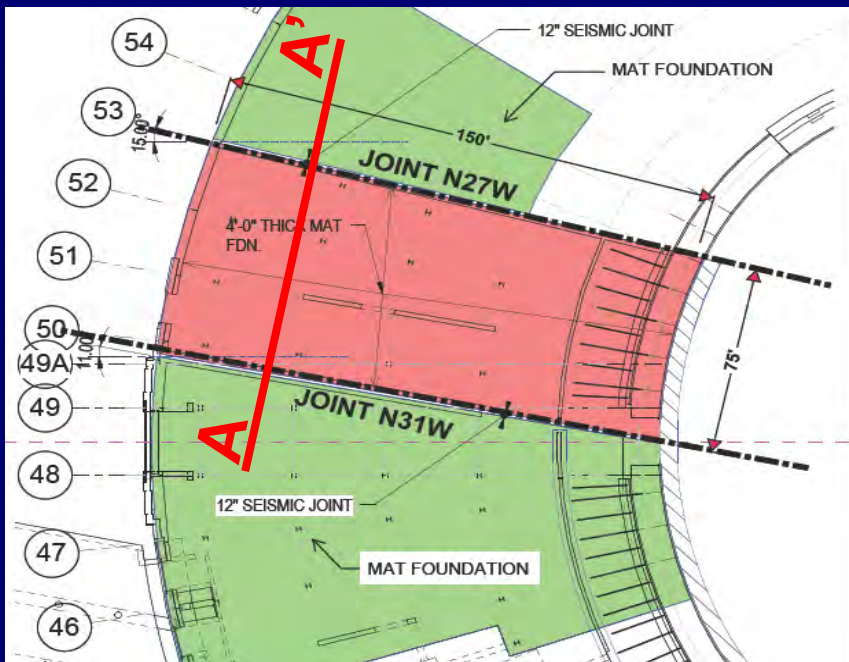 54
A'
12" SEISMIC JOINT
MAT FOUNDATION
53
15.00°
150'
JOINT N27W
52
4'-0" THICK MAT
FDN.
51
50
11.00
49A
75'
49
JOINT N31W
A
48
12" SEISMIC JOINT
47
MAT FOUNDATION
46